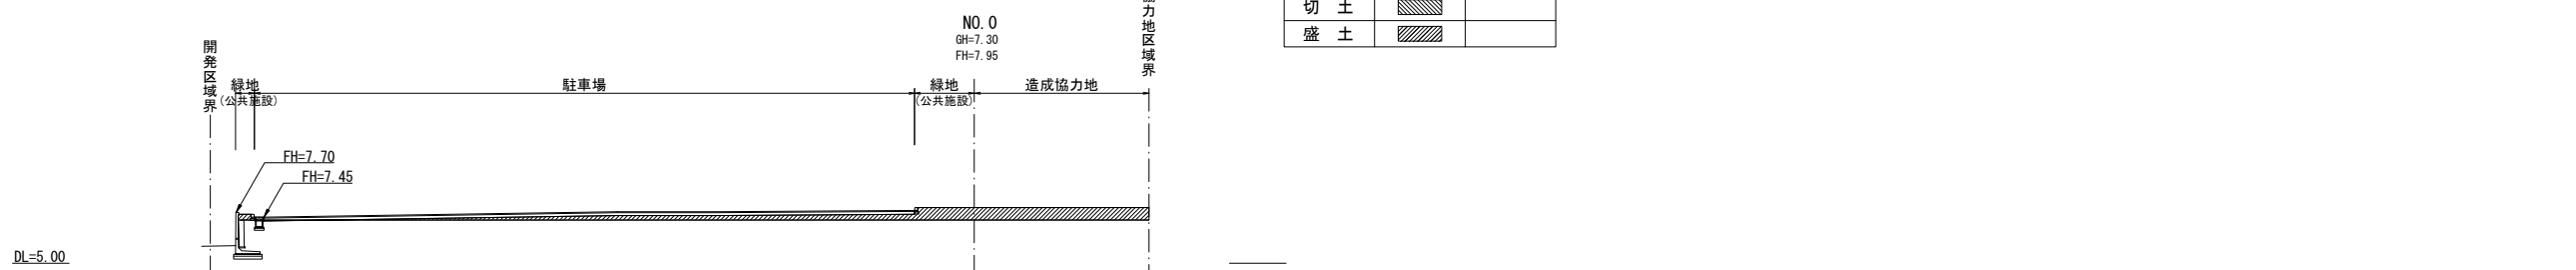 切 土
盛 土
力地区域界
NO.0
GH=7.30
FH=7.95
開発区域界
緑地
(公共施設)
駐車場
緑地
(公共施設)
造成協力地
FH=7.70
FH=7.45
DL=5.00